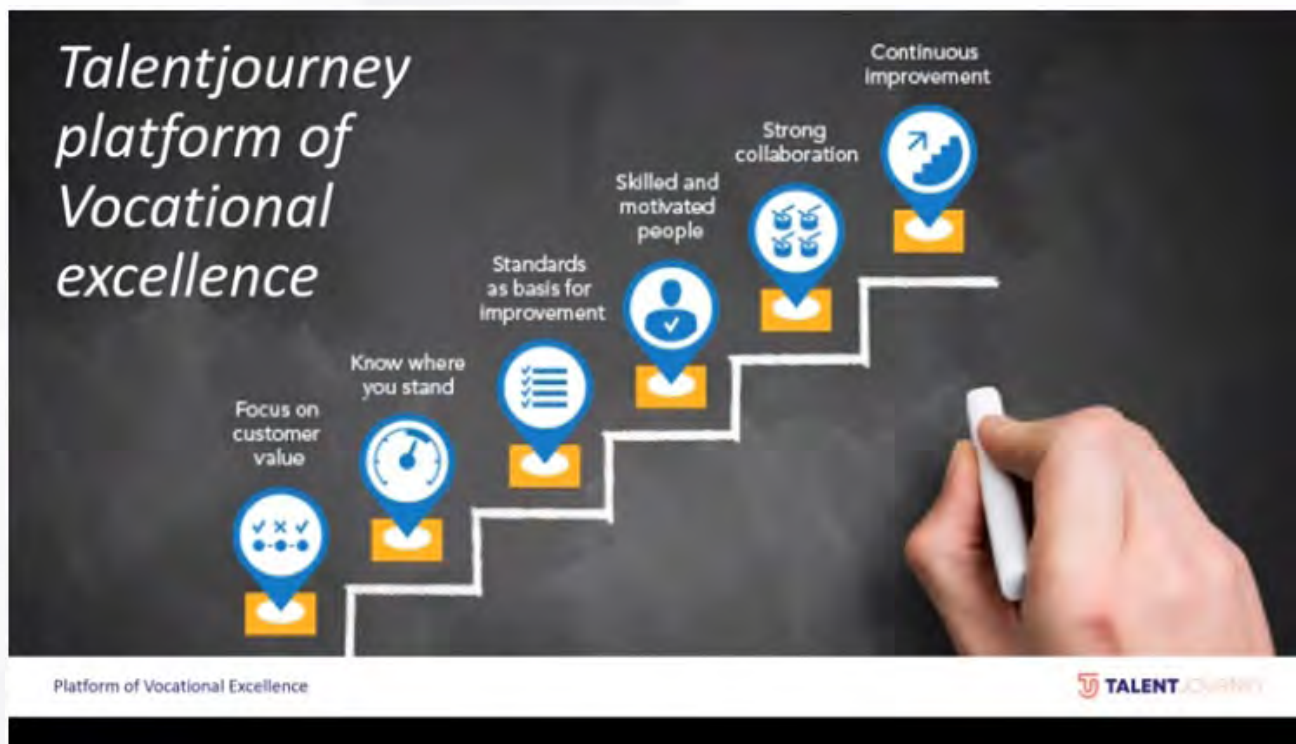 Talentjourney
platform of
Vocational
excellence
Focus on
customer
value
Know where
you stand
Standards
as basis for
improvement
Skilled and
motivated
people
Strong
collaboration
Continuous
improvement
Platform of Vocational Excellence
TALENTJOURNEY